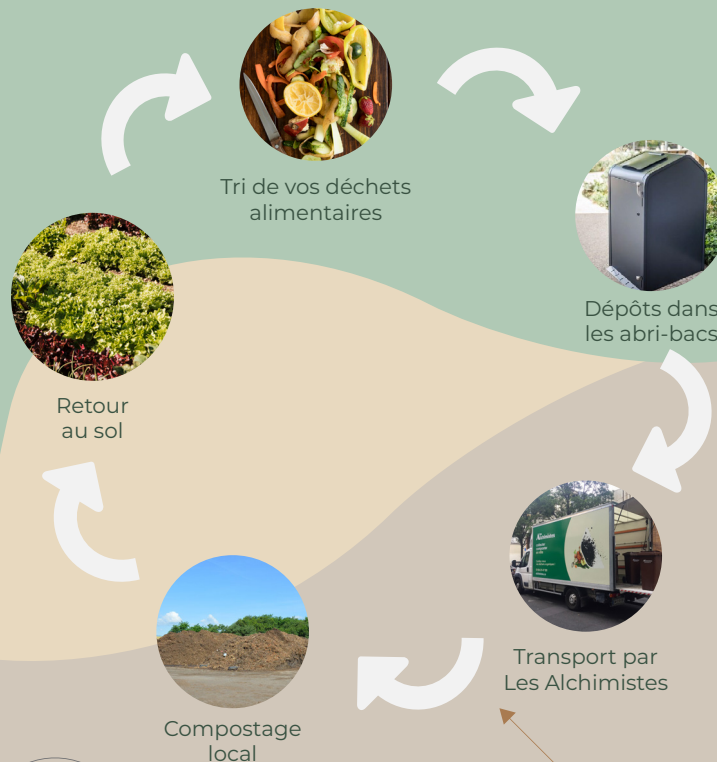 Tri de vos déchets
alimentaires
Dépôts dans
les abri-bacs
Transport par
Les Alchimistes
Compostage
local
Retour
au sol